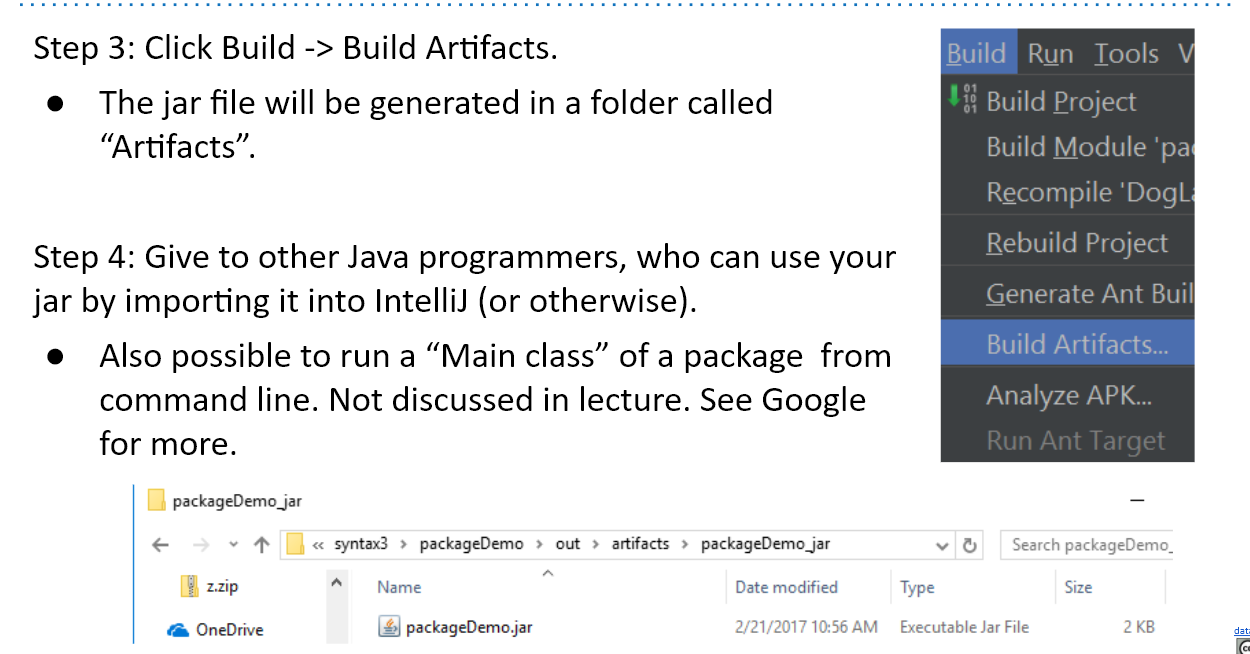 Step 3: Click Build -> Build Artifacts.
● The jar file will be generated in a folder called
“Artifacts”.
Step 4: Give to other Java programmers, who can use your
jar by importing it into IntelliJ (or otherwise).
● Also possible to run a “Main class” of a package from
command line. Not discussed in lecture. See Google
for more.
Build Run Tools V
01
10
01
Build Project
Build Module 'pac
Recompile 'DogLa
Rebuild Project
Generate Ant Buil
Build Artifacts...
Analyze APK...
Run Ant Target
packageDemo_jar
« syntax3 > packageDemo > out > artifacts > packageDemo_jar
Search packageDemo_
z.zip
OneDrive
Name Date modified Type Size
packageDemo.jar 2/21/2017 10:56 AM Executable Jar File 2 KB